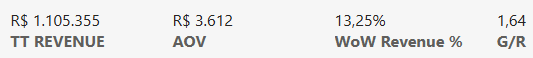 R$ 1.105.355 R$ 3.612 13,25% 1,64
TT REVENUE AOV WoW Revenue % G/R